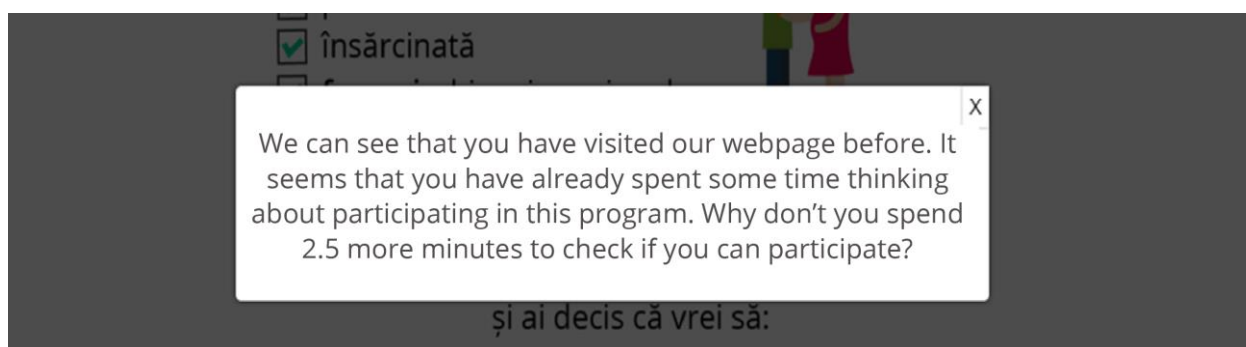 însărcinată
X
We can see that you have visited our webpage before. It
seems that you have already spent some time thinking
about participating in this program. Why don’t you spend
2.5 more minutes to check if you can participate?
și ai decis că vrei să: